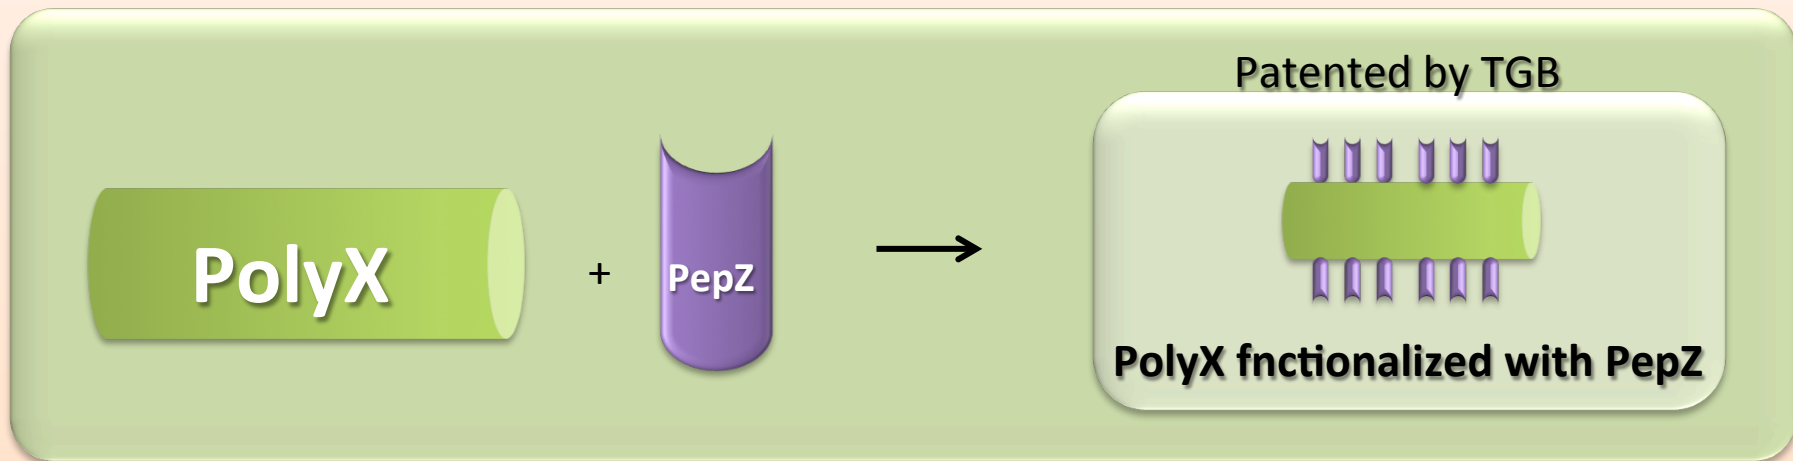 Patented by TGB
PolyX
+
PepZ
PolyX fnctionalized with PepZ